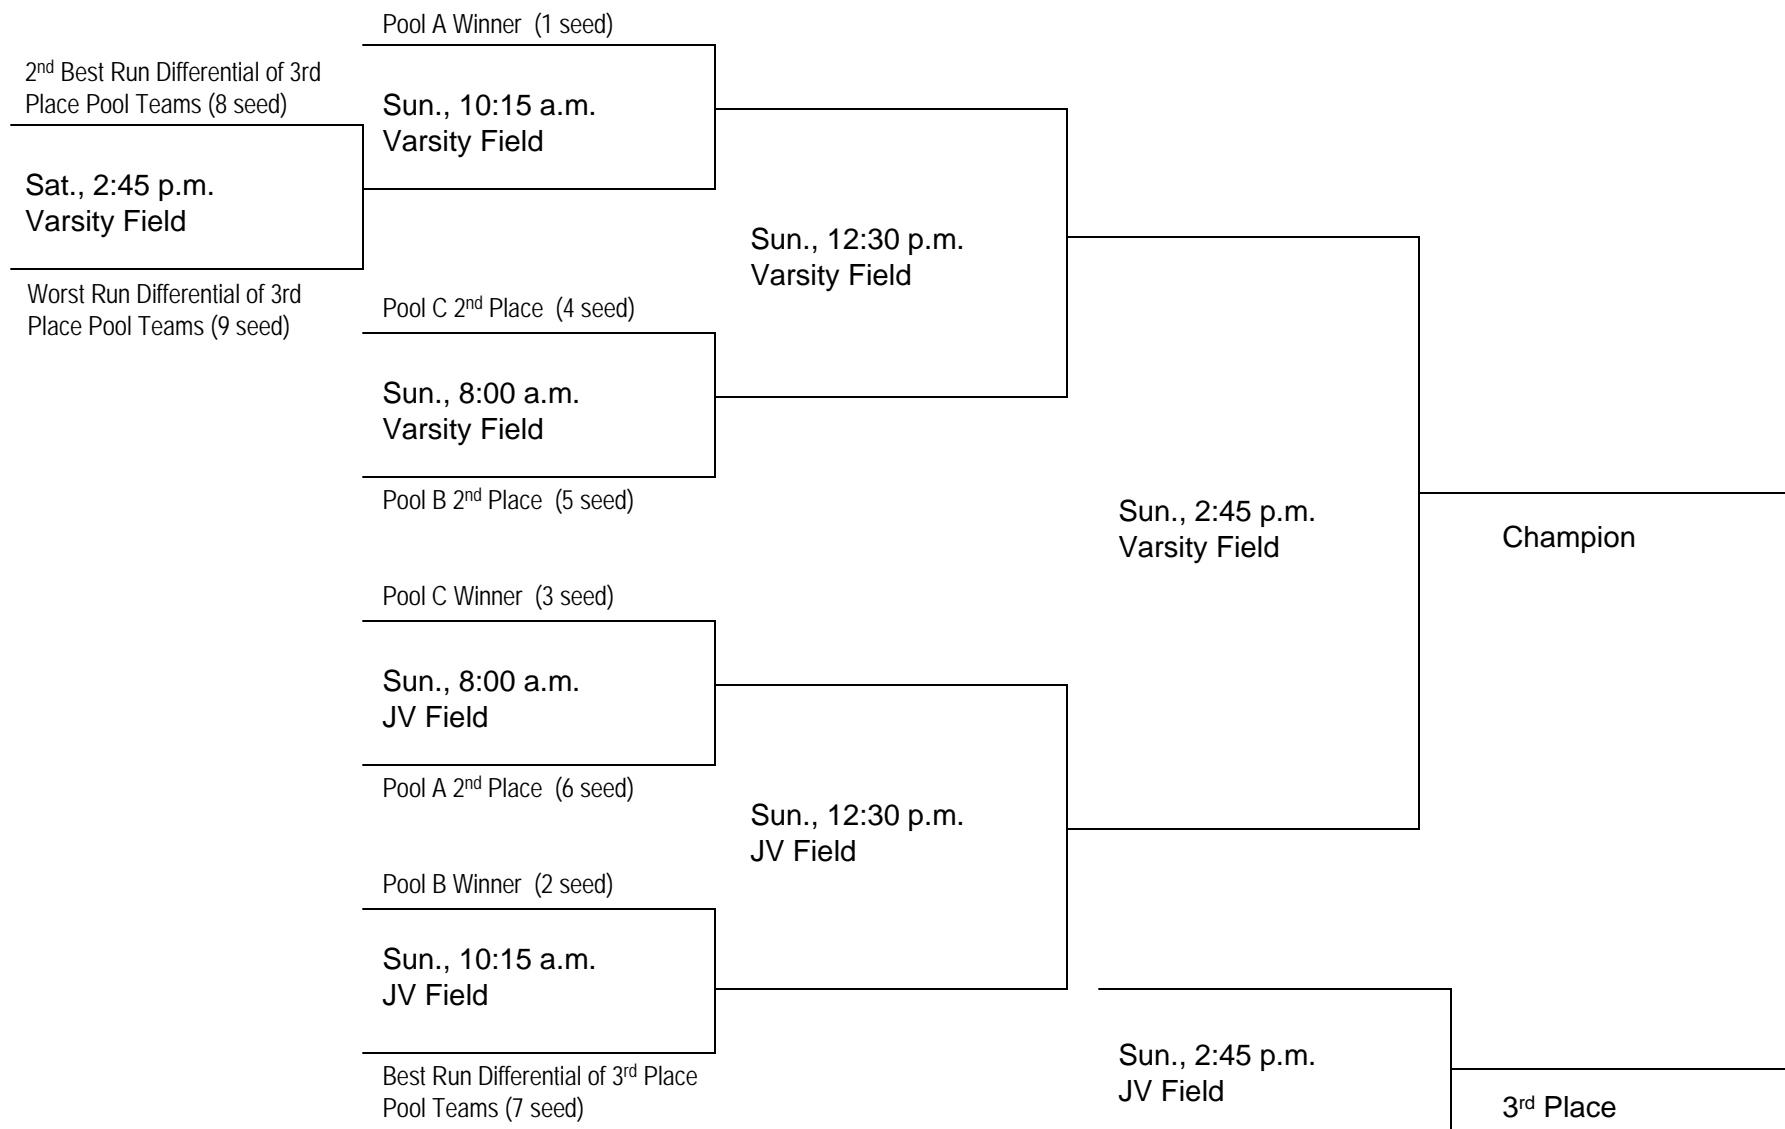 Pool A Winner  (1 seed)
2nd Best Run Differential of 3rd
Place Pool Teams (8 seed)
Sun., 10:15 a.m.
Varsity Field
Sat., 2:45 p.m.
Varsity Field
Sun., 12:30 p.m.
Varsity Field
Worst Run Differential of 3rd
Place Pool Teams (9 seed)
Pool C 2nd Place  (4 seed)
Sun., 8:00 a.m.
Varsity Field
Pool B 2nd Place  (5 seed)
Sun., 2:45 p.m.
Varsity Field
Champion
Pool C Winner  (3 seed)
Sun., 8:00 a.m.
JV Field
Pool A 2nd Place  (6 seed)
Sun., 12:30 p.m.
JV Field
Pool B Winner  (2 seed)
Sun., 10:15 a.m.
JV Field
Best Run Differential of 3rd Place
Pool Teams (7 seed)
Sun., 2:45 p.m.
JV Field
3rd Place